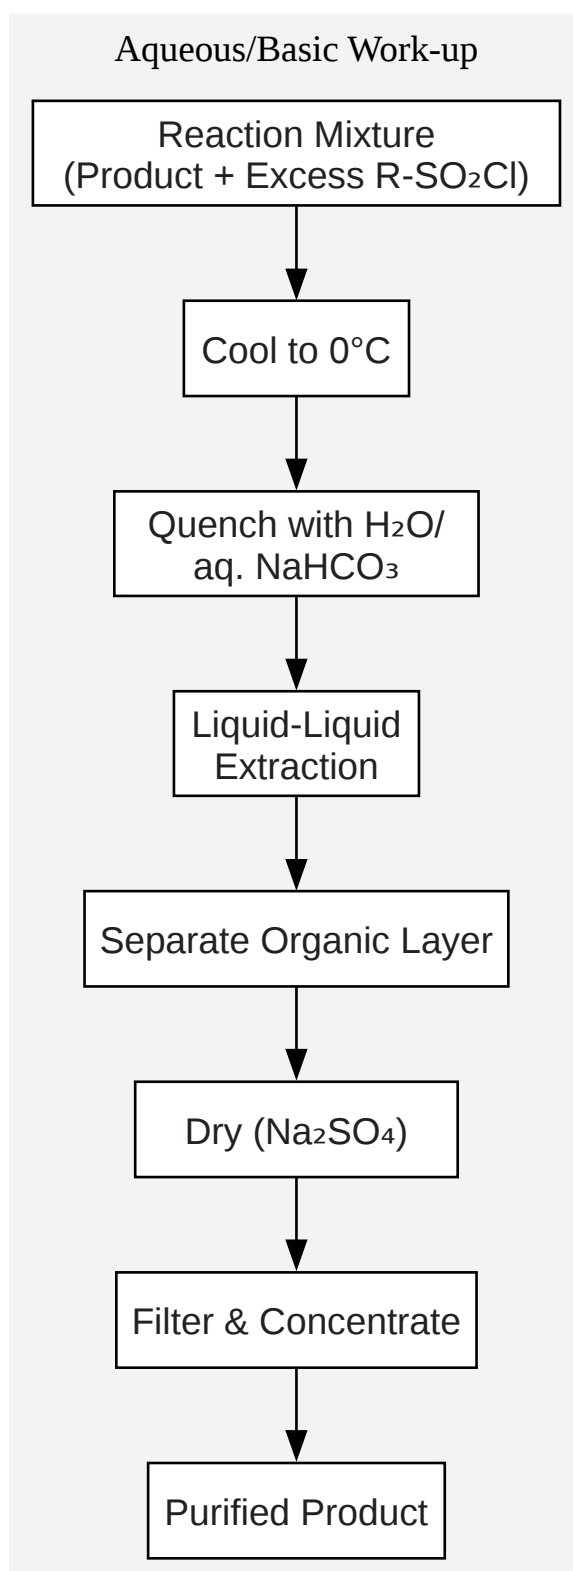 Aqueous/Basic Work-up
Reaction Mixture
(Product + Excess R-SO₂Cl)
Cool to 0°C
Quench with H₂O/
aq. NaHCO₃
Liquid-Liquid
Extraction
Separate Organic Layer
Dry (Na₂SO₄)
Filter & Concentrate
Purified Product